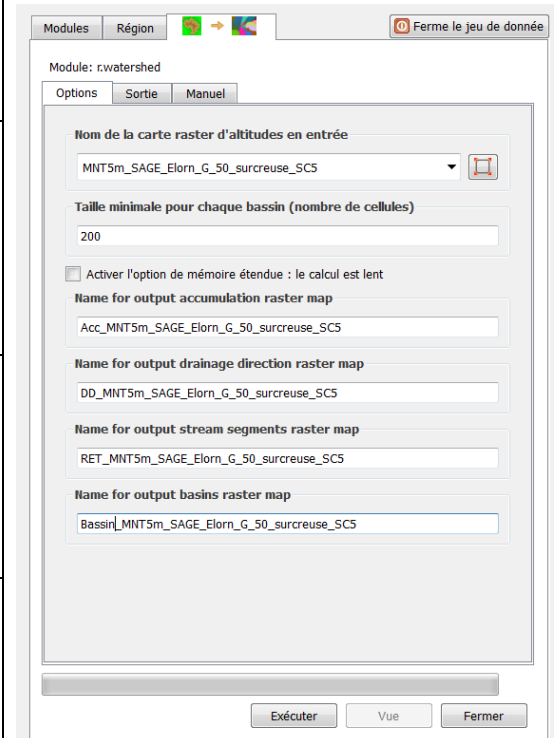 Modules Région Ferme le jeu de donnée
Module: r.watershed
Options Sortie Manuel
Nom de la carte raster d'altitudes en entrée
MNT5m_SAGE_Elorn_G_50_surcreuse_SC5
Taille minimale pour chaque bassin (nombre de cellules)
200
Activer l'option de mémoire étendue : le calcul est lent
Name for output accumulation raster map
Acc_MNT5m_SAGE_Elorn_G_50_surcreuse_SC5
Name for output drainage direction raster map
DD_MNT5m_SAGE_Elorn_G_50_surcreuse_SC5
Name for output stream segments raster map
RET_MNT5m_SAGE_Elorn_G_50_surcreuse_SC5
Name for output basins raster map
Bassin_MNT5m_SAGE_Elorn_G_50_surcreuse_SC5
Exécuter Vue Fermer